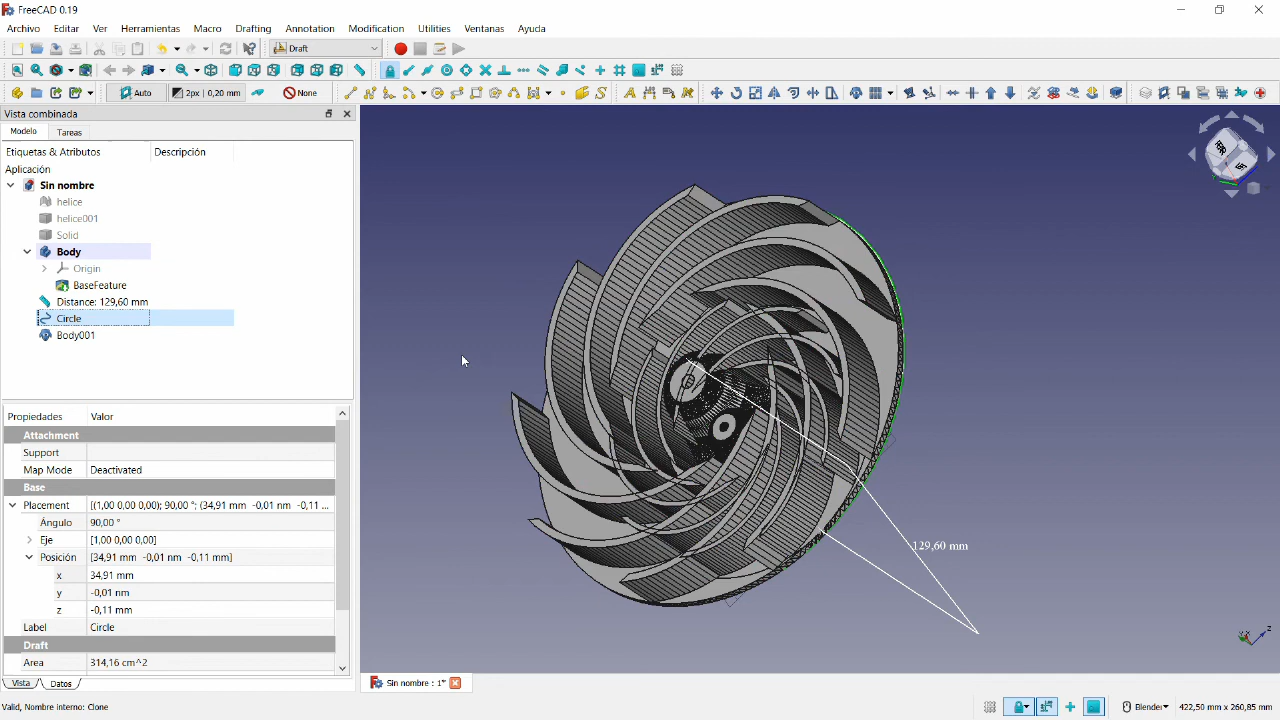 FreeCAD 0.19
Archivo Editar Ver Herramientas Macro Drafting Annotation Modification Utilities Ventanas Ayuda
Draft
Auto 2px | 0,20 mm None
Vista combinada
Modelo Tareas
Etiquetas & Atributos Descripción
Aplicación
Sin nombre
helice
helice001
Solid
Body
Origin
BaseFeature
Distance: 129,60 mm
Circle
Body001
129,60 mm
Propiedades Valor
Attachment
Support
Map Mode Deactivated
Base
Placement [(1,00 0,00 0,00); 90,00 °; (34,91 mm -0,01 nm -0,11 ...
Ángulo 90,00 °
Eje [1,00 0,00 0,00]
Posición [34,91 mm -0,01 nm -0,11 mm]
x 34,91 mm
y -0,01 nm
z -0,11 mm
Label Circle
Draft
Area 314,16 cm^2
Vista Datos
Sin nombre : 1*
Valid, Nombre interno: Clone
Blender 422,50 mm x 260,85 mm